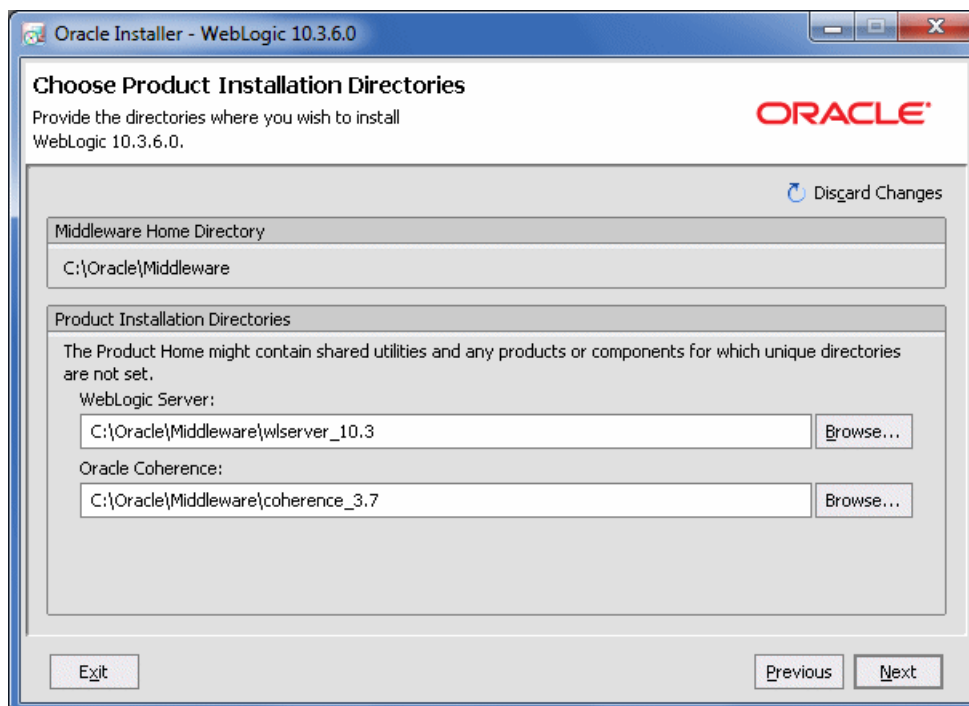 Oracle Installer - WebLogic 10.3.6.0
Choose Product Installation Directories
Provide the directories where you wish to install
WebLogic 10.3.6.0.
ORACLE
Discard Changes
Middleware Home Directory
C:\Oracle\Middleware
Product Installation Directories
The Product Home might contain shared utilities and any products or components for which unique directories
are not set.
WebLogic Server:
C:\Oracle\Middleware\wlserver_10.3
Browse...
Oracle Coherence:
C:\Oracle\Middleware\coherence_3.7
Browse...
Exit
Previous
Next